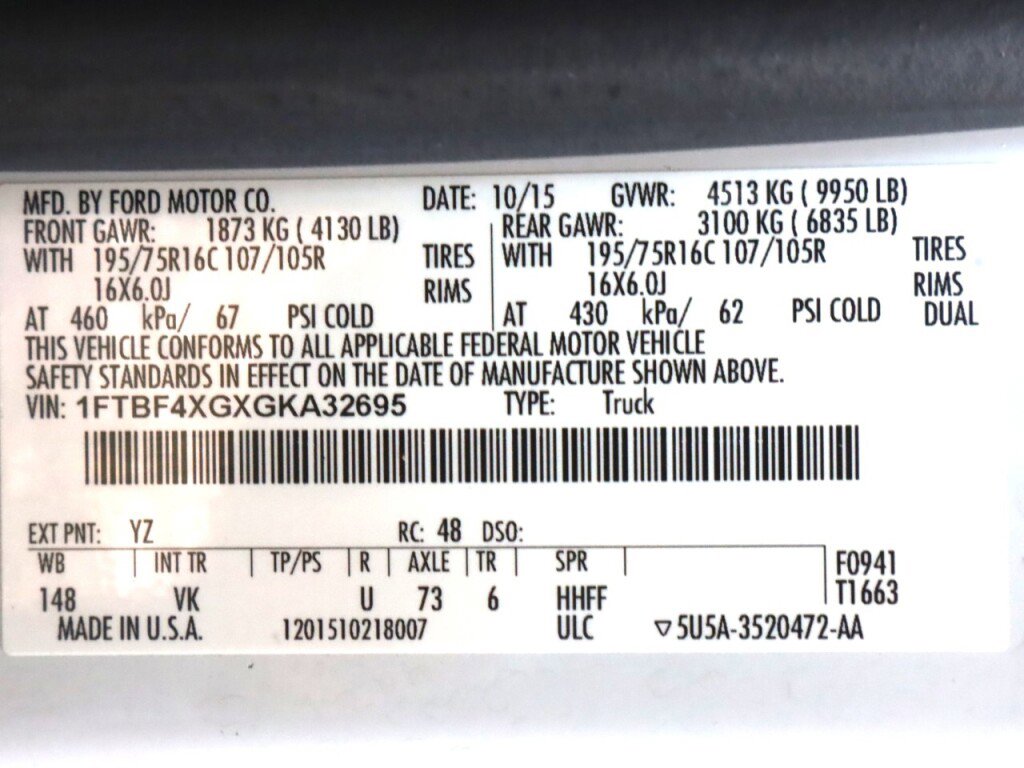 MFD. BY FORD MOTOR CO. DATE: 10/15 GVWR: 4513 KG ( 9950 LB)
FRONT GAWR: 1873 KG ( 4130 LB) REAR GAWR: 3100 KG ( 6835 LB)
WITH 195/75R16C 107/105R TIRES WITH 195/75R16C 107/105R TIRES
16X6.0J RIMS 16X6.0J RIMS
AT 460 kPa/ 67 PSI COLD AT 430 kPa/ 62 PSI COLD DUAL
THIS VEHICLE CONFORMS TO ALL APPLICABLE FEDERAL MOTOR VEHICLE
SAFETY STANDARDS IN EFFECT ON THE DATE OF MANUFACTURE SHOWN ABOVE.
VIN: 1FTBF4XGXGKA32695 TYPE: Truck
EXT PNT: YZ RC: 48 DSO:
WB INT TR TP/PS R AXLE TR SPR F0941
148 VK U 73 6 HHFF T1663
MADE IN U.S.A. 1201510218007 ULC ▽5U5A-3520472-AA